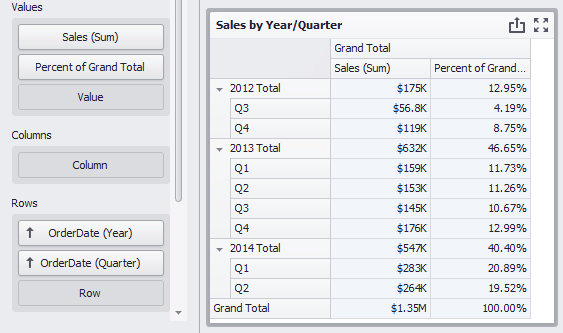 Values
Sales (Sum)
Percent of Grand Total
Value
Columns
Column
Rows
OrderDate (Year)
OrderDate (Quarter)
Row
Sales by Year/Quarter
Grand Total
Sales (Sum) Percent of Grand...
2012 Total $175K 12.95%
Q3 $56.8K 4.19%
Q4 $119K 8.75%
2013 Total $632K 46.65%
Q1 $159K 11.73%
Q2 $153K 11.26%
Q3 $145K 10.67%
Q4 $176K 12.99%
2014 Total $547K 40.40%
Q1 $283K 20.89%
Q2 $264K 19.52%
Grand Total $1.35M 100.00%